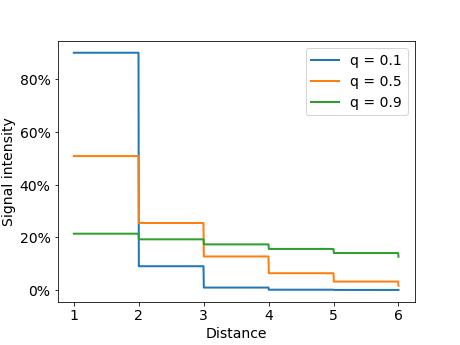 q = 0.1
q = 0.5
q = 0.9
Signal intensity
80%
60%
40%
20%
0%
1 2 3 4 5 6
Distance